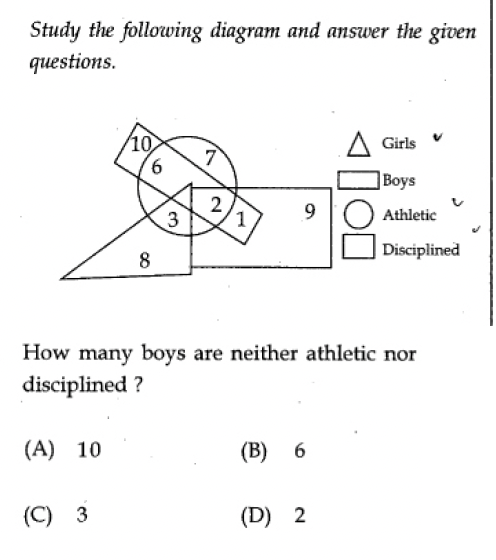 Study the following diagram and answer the given
questions.
10
6
7
3
2
1
9
8
Girls
Boys
Athletic
Disciplined
How many boys are neither athletic nor
disciplined ?
(A) 10 (B) 6
(C) 3 (D) 2